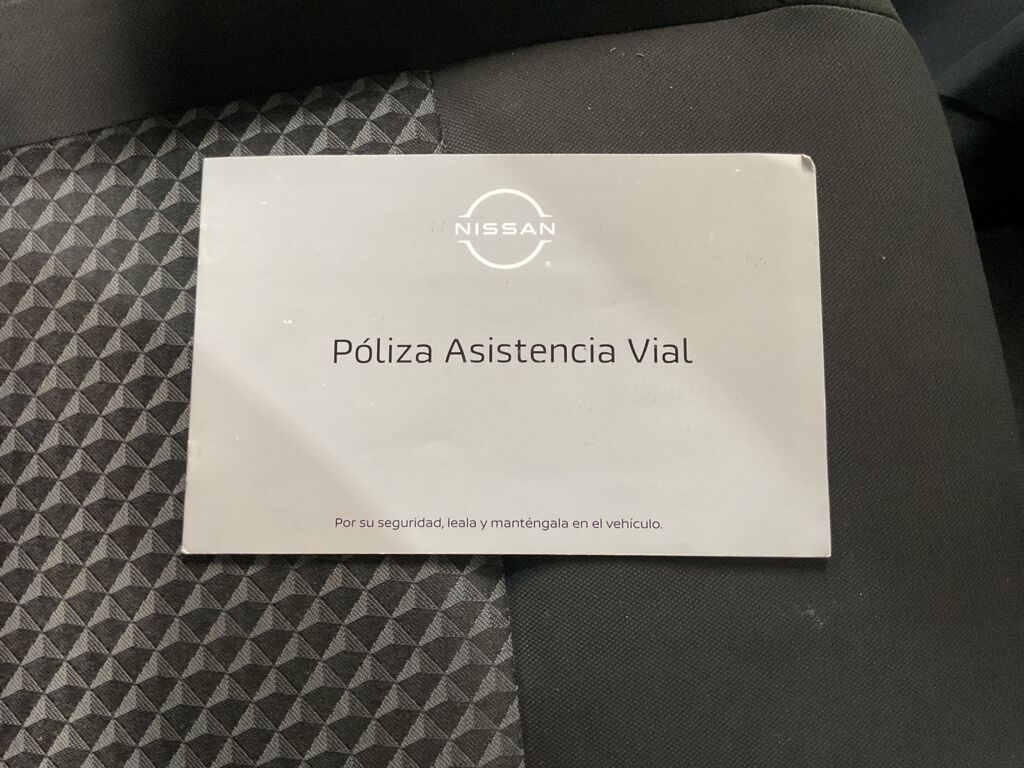 NISSAN
Póliza Asistencia Vial
Por su seguridad, leala y manténgala en el vehículo.